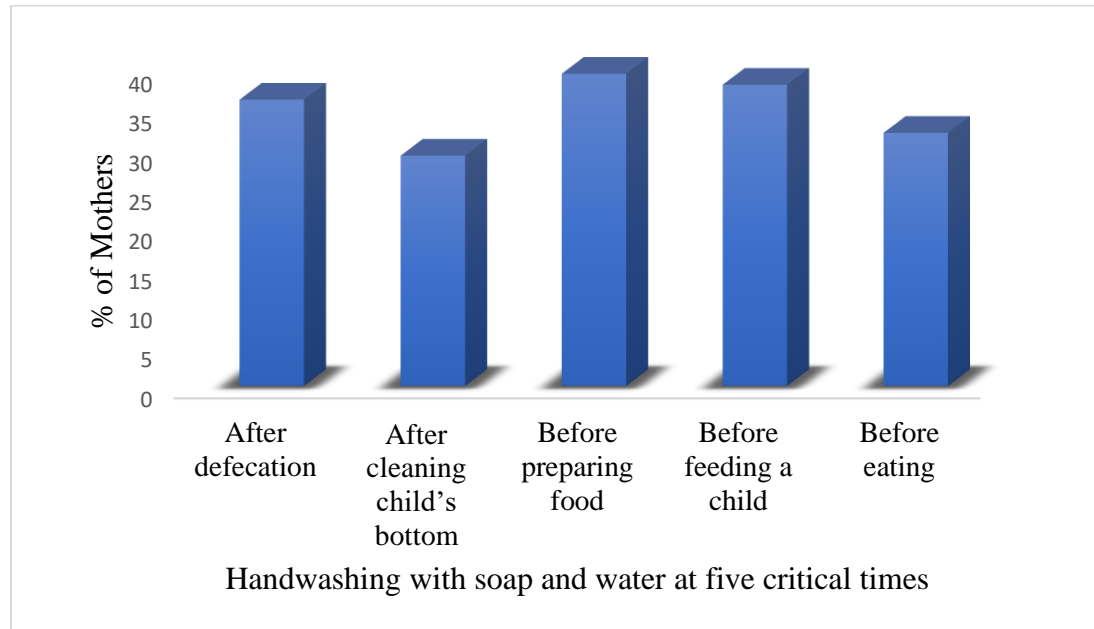 40
35
30
25
20
15
10
5
0
% of Mothers
After
defecation
After
cleaning
child’s
bottom
Before
preparing
food
Before
feeding a
child
Before
eating
Handwashing with soap and water at five critical times